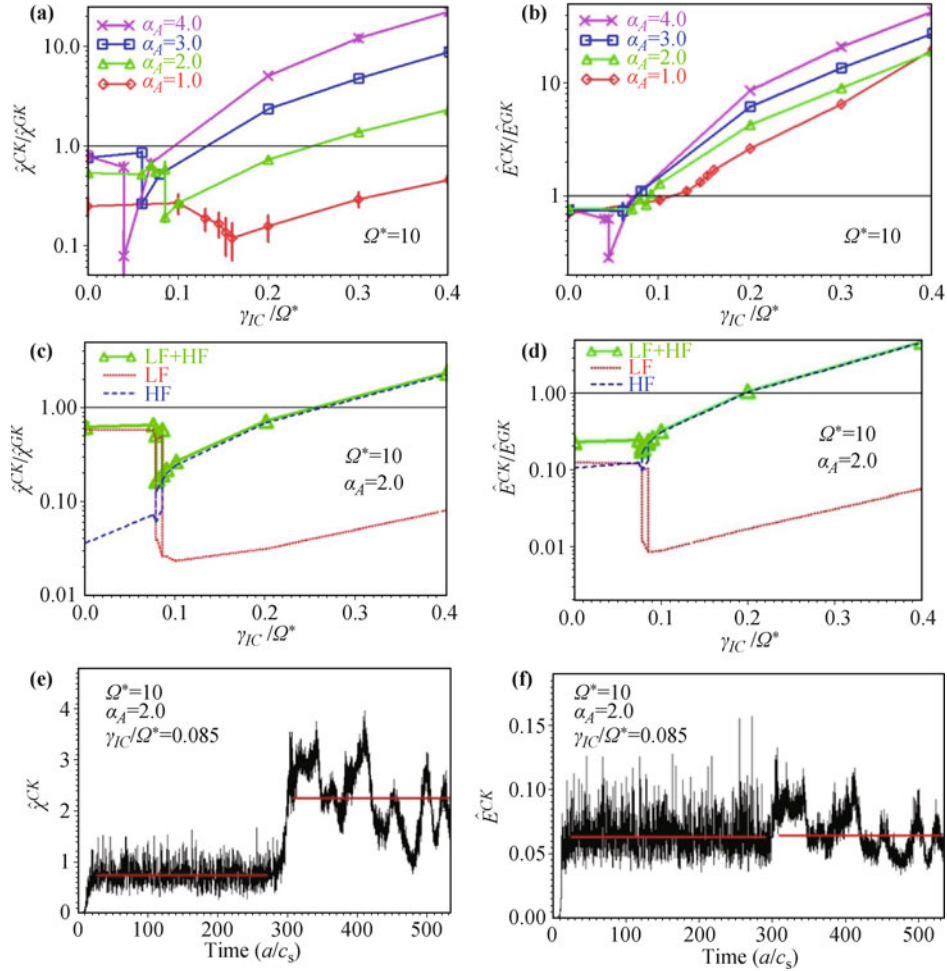 (a)
α_A=4.0
α_A=3.0
α_A=2.0
α_A=1.0
10.0
1.0
0.1
χ̂^CK/χ̂^GK
Ω*=10
0.0 0.1 0.2 0.3 0.4
γ_IC/Ω*
(b)
α_A=4.0
α_A=3.0
α_A=2.0
α_A=1.0
10
1
Ê^CK/Ê^GK
Ω*=10
0.0 0.1 0.2 0.3 0.4
γ_IC/Ω*
(c)
LF+HF
LF
HF
1.00
0.10
0.01
χ̂^CK/χ̂^GK
Ω*=10
α_A=2.0
0.0 0.1 0.2 0.3 0.4
γ_IC/Ω*
(d)
LF+HF
LF
HF
1.00
0.10
0.01
Ê^CK/Ê^GK
Ω*=10
α_A=2.0
0.0 0.1 0.2 0.3 0.4
γ_IC/Ω*
(e)
Ω*=10
α_A=2.0
γ_IC/Ω*=0.085
4
3
2
1
0
χ̂^CK
0 100 200 300 400 500
Time (a/c_s)
(f)
Ω*=10
α_A=2.0
γ_IC/Ω*=0.085
0.15
0.10
0.05
0.00
Ê^CK
0 100 200 300 400 500
Time (a/c_s)